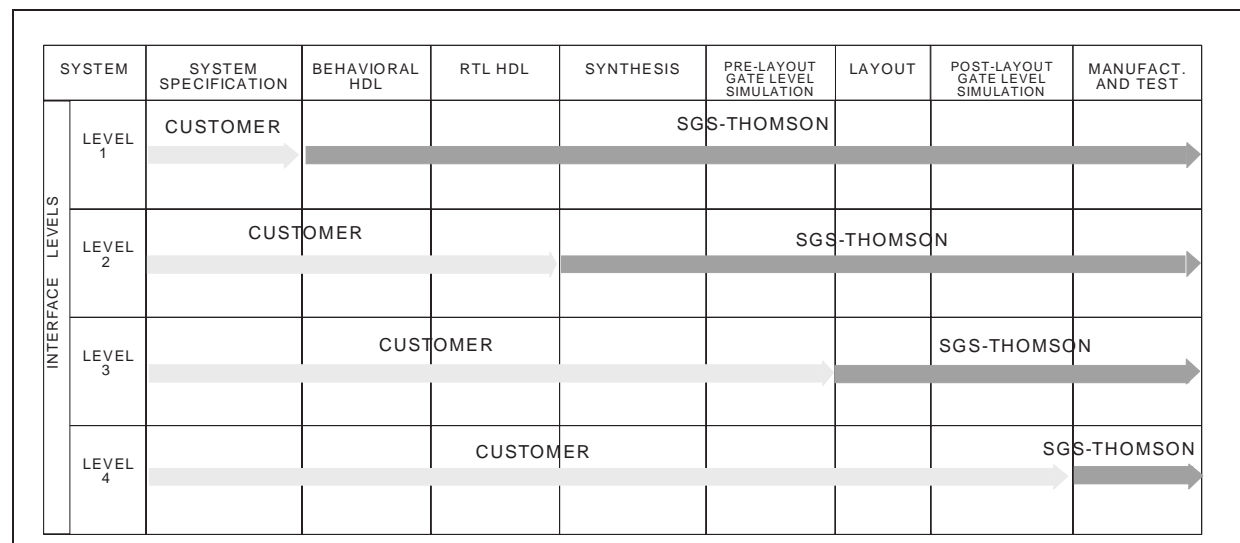 SYSTEM
SYSTEM
SPECIFICATION
BEHAVIORAL
HDL
RTL HDL
SYNTHESIS
PRE-LAYOUT
GATE LEVEL
SIMULATION
LAYOUT
POST-LAYOUT
GATE LEVEL
SIMULATION
MANUFACT.
AND TEST
INTERFACE LEVELS
LEVEL
1
CUSTOMER
SGS-THOMSON
LEVEL
2
CUSTOMER
SGS-THOMSON
LEVEL
3
CUSTOMER
SGS-THOMSON
LEVEL
4
CUSTOMER
SGS-THOMSON